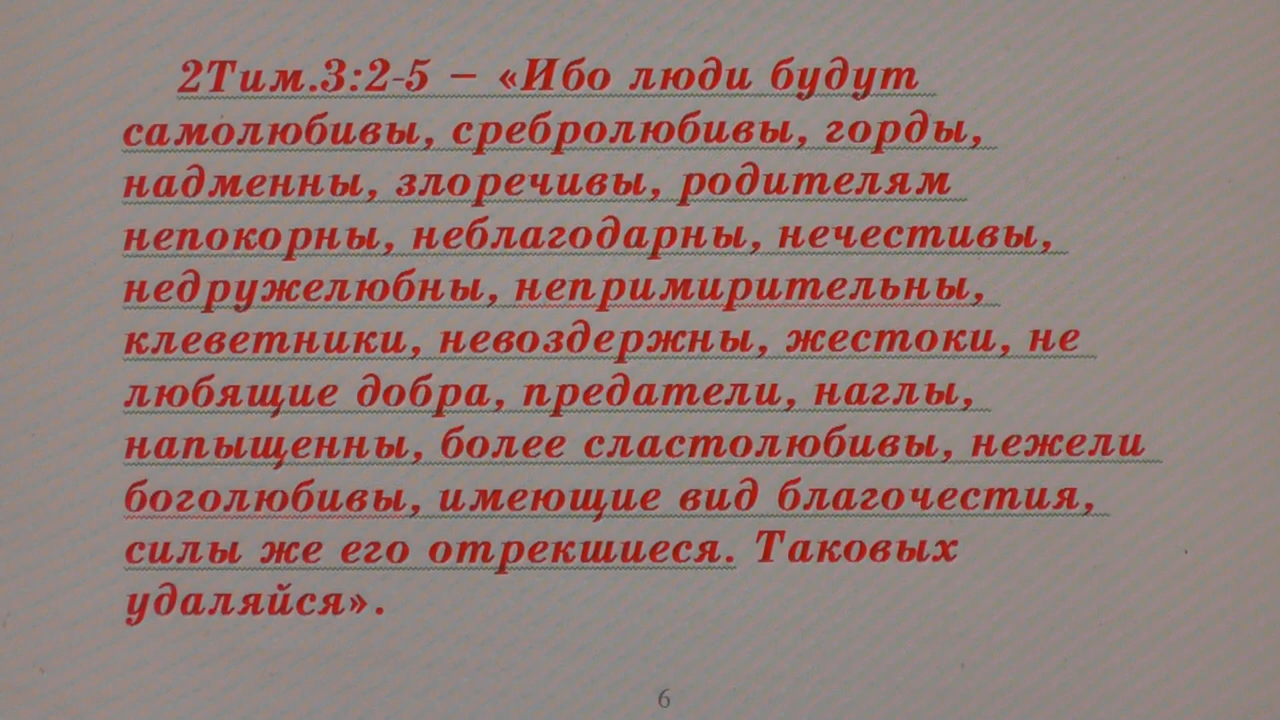 2Тим.3:2-5 – «Ибо люди будут
самолюбивы, сребролюбивы, горды,
надменны, злоречивы, родителям
непокорны, неблагодарны, нечестивы,
недружелюбны, непримирительны,
клеветники, невоздержны, жестоки, не
любящие добра, предатели, наглы,
напыщенны, более сластолюбивы, нежели
боголюбивы, имеющие вид благочестия,
силы же его отрекшиеся. Таковых
удаляйся».
6